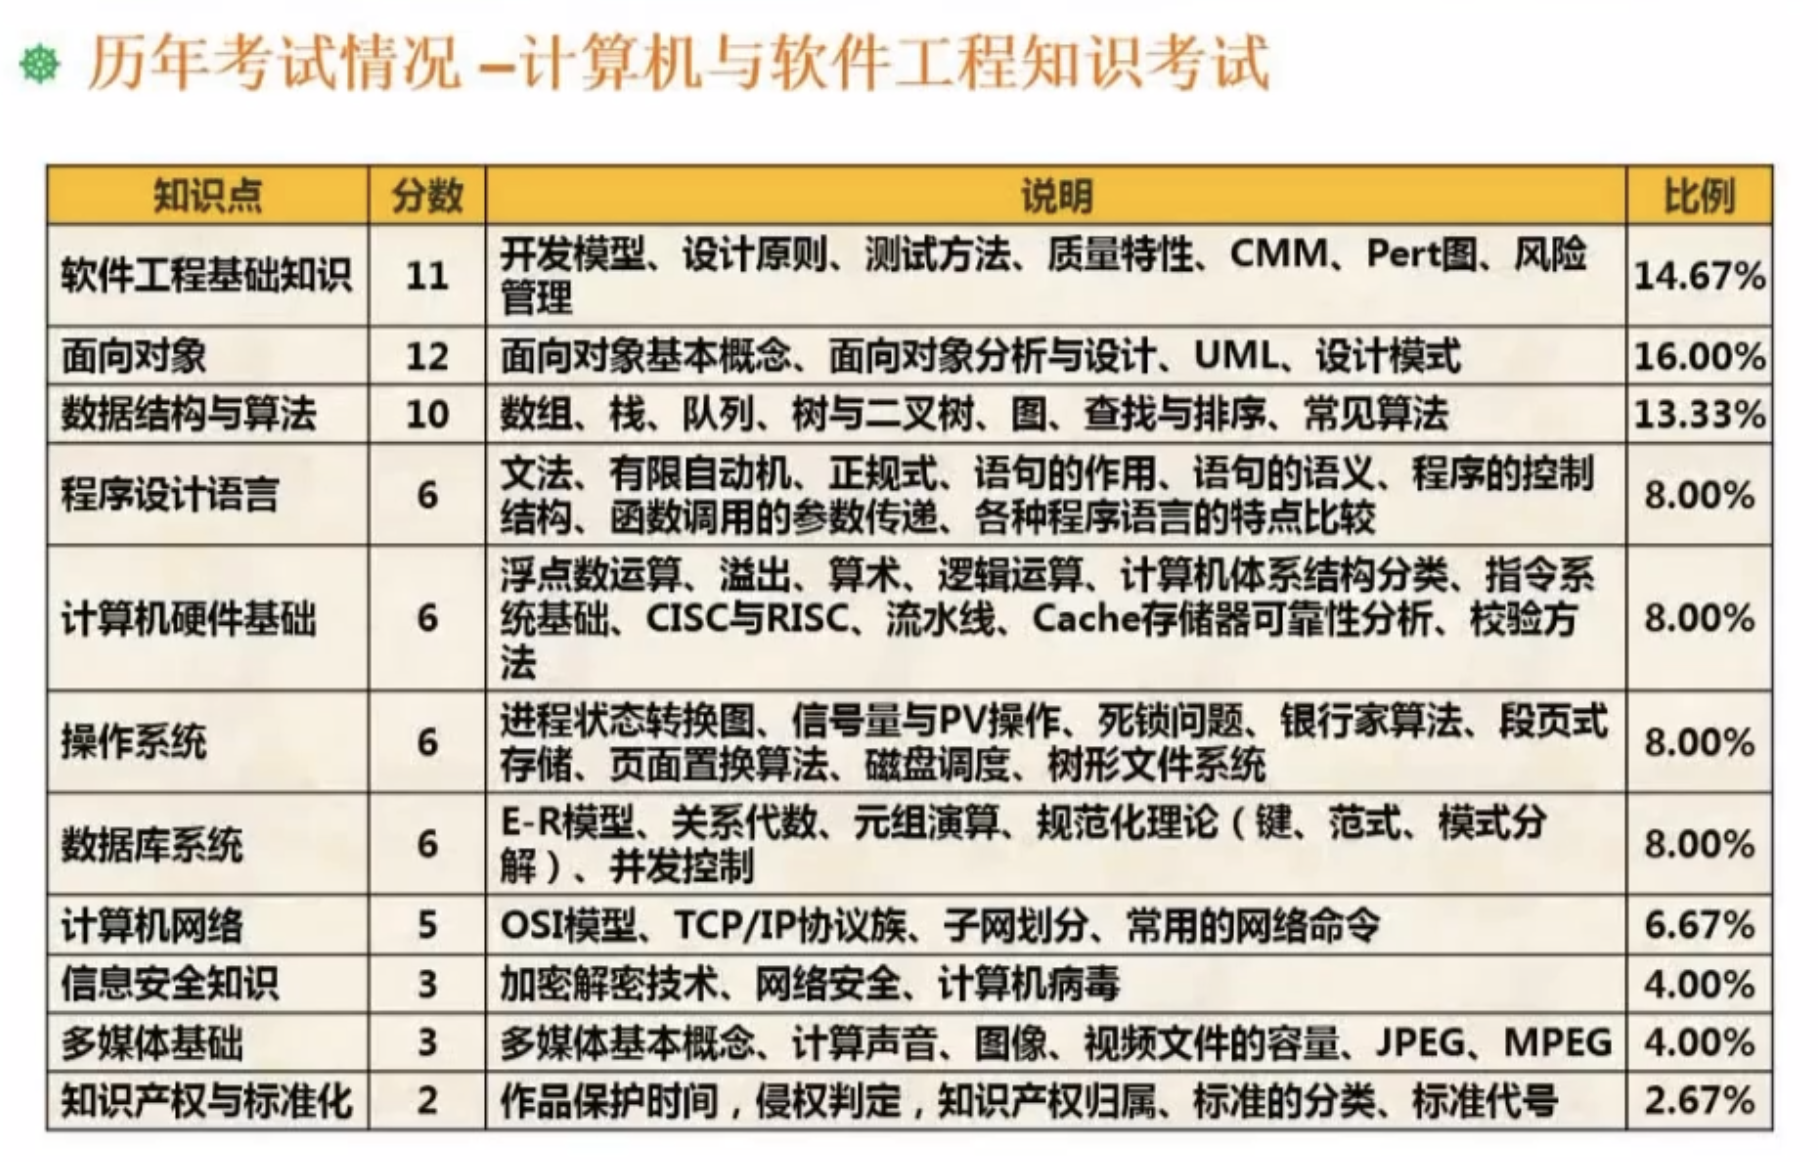 历年考试情况 –计算机与软件工程知识考试
知识点 分数 说明 比例
软件工程基础知识 11 开发模型、设计原则、测试方法、质量特性、CMM、Pert图、风险
管理 14.67%
面向对象 12 面向对象基本概念、面向对象分析与设计、UML、设计模式 16.00%
数据结构与算法 10 数组、栈、队列、树与二叉树、图、查找与排序、常见算法 13.33%
程序设计语言 6 文法、有限自动机、正规式、语句的作用、语句的语义、程序的控制
结构、函数调用的参数传递、各种程序语言的特点比较 8.00%
计算机硬件基础 6 浮点数运算、溢出、算术、逻辑运算、计算机体系结构分类、指令系
统基础、CISC与RISC、流水线、Cache存储器可靠性分析、校验方
法 8.00%
操作系统 6 进程状态转换图、信号量与PV操作、死锁问题、银行家算法、段页式
存储、页面置换算法、磁盘调度、树形文件系统 8.00%
数据库系统 6 E-R模型、关系代数、元组演算、规范化理论（键、范式、模式分
解）、并发控制 8.00%
计算机网络 5 OSI模型、TCP/IP协议族、子网划分、常用的网络命令 6.67%
信息安全知识 3 加密解密技术、网络安全、计算机病毒 4.00%
多媒体基础 3 多媒体基本概念、计算声音、图像、视频文件的容量、JPEG、MPEG 4.00%
知识产权与标准化 2 作品保护时间，侵权判定，知识产权归属、标准的分类、标准代号 2.67%